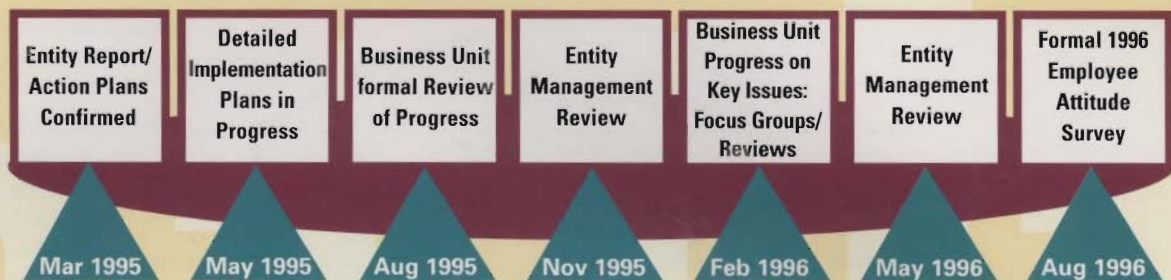 Entity Report/
Action Plans
Confirmed
Detailed
Implementation
Plans in
Progress
Business Unit
formal Review
of Progress
Entity
Management
Review
Business Unit
Progress on
Key Issues:
Focus Groups/
Reviews
Entity
Management
Review
Formal 1996
Employee
Attitude
Survey
Mar 1995
May 1995
Aug 1995
Nov 1995
Feb 1996
May 1996
Aug 1996